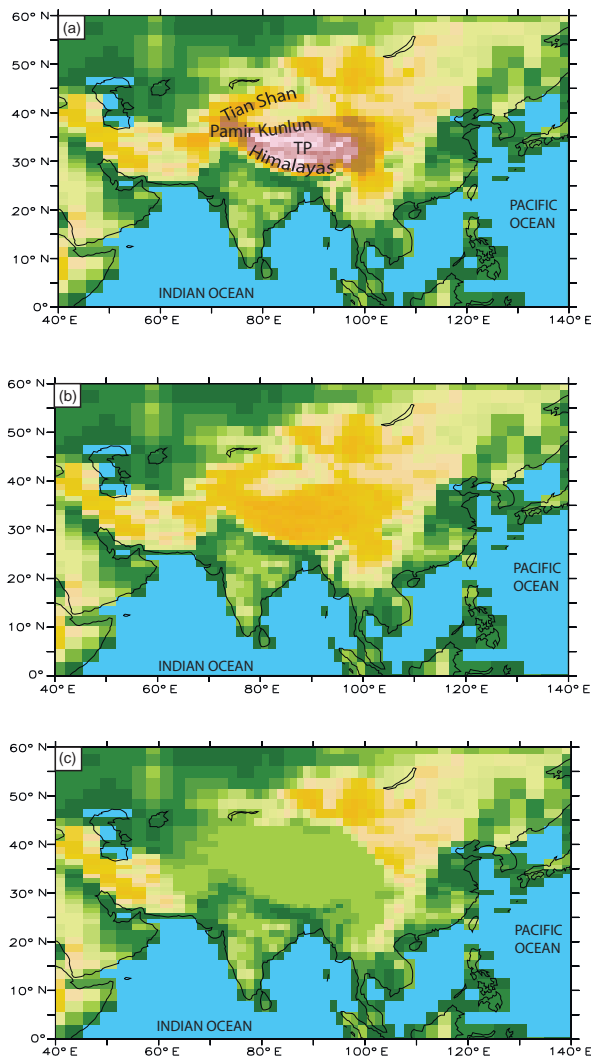 (a)
60° N
50°
40°
30°
20°
10°
0°
Tian Shan
Pamir Kunlun
TP
Himalayas
PACIFIC
OCEAN
INDIAN OCEAN
40° E
60° E
80° E
100° E
120° E
140° E
(b)
60° N
50°
40°
30°
20°
10°
0°
PACIFIC
OCEAN
INDIAN OCEAN
40° E
60° E
80° E
100° E
120° E
140° E
(c)
60° N
50°
40°
30°
20°
10°
0°
PACIFIC
OCEAN
INDIAN OCEAN
40° E
60° E
80° E
100° E
120° E
140° E